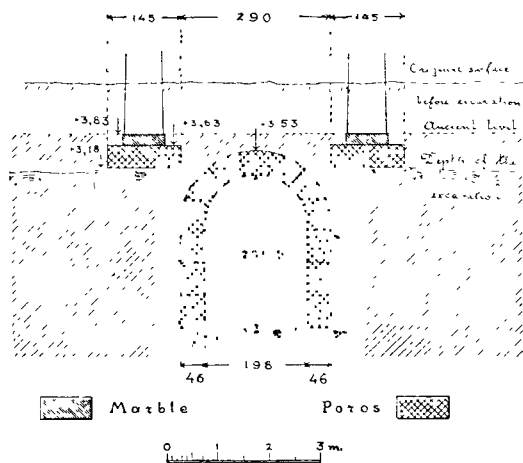 145 290 145
surface
before excavation
+3,83 +3,63 +3.53 Ancient level
+3,18 Depth of the
excavation
46 198 46
Marble Poros
0 1 2 3 m.